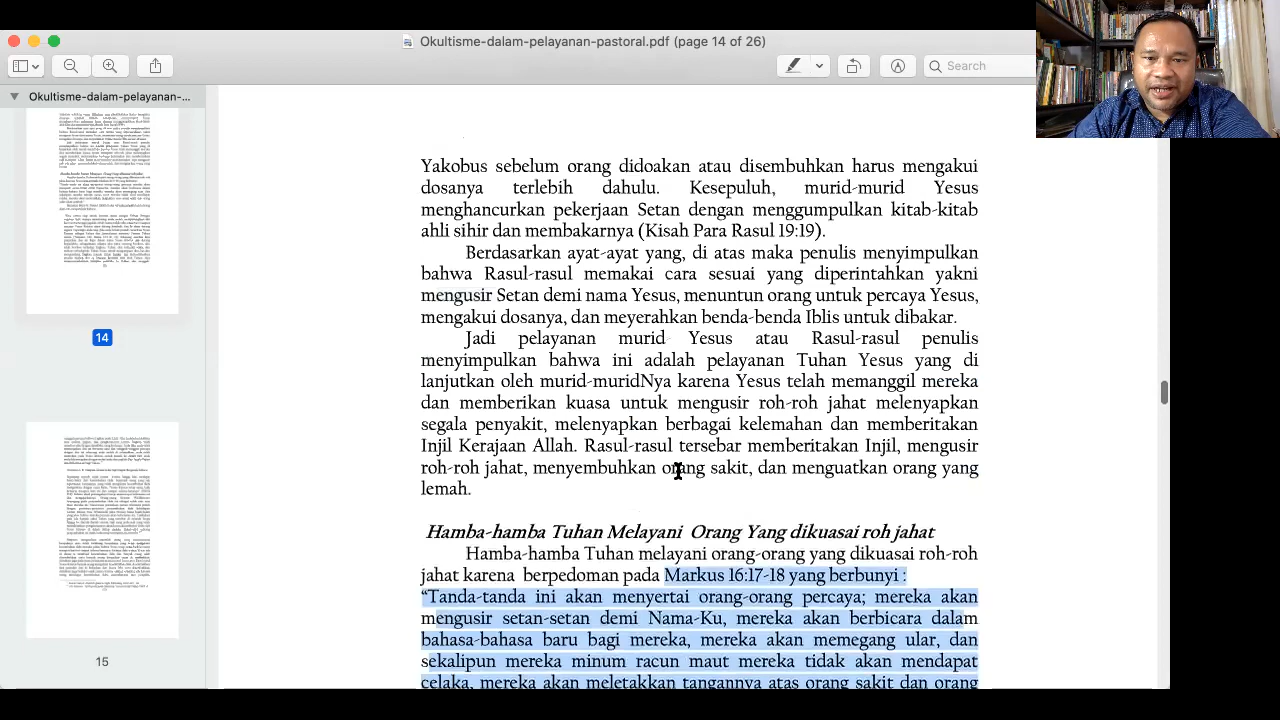 Okultisme-dalam-pelayanan-pastoral.pdf (page 14 of 26)
Search
Okultisme-dalam-pelayanan-...
14
15
Yakobus sebelum orang didoakan atau disembuhkan harus mengakui
dosanya terlebih dahulu. Kesepuluh murid-murid Yesus
menghancurkan pekerjaan Setan dengan menggumpulkan kitab-kitab
ahli sihir dan membakarnya (Kisah Para Rasul 19:19).
Berdasarkan ayat-ayat yang, di atas maka penulis menyimpulkan
bahwa Rasul-rasul memakai cara sesuai yang diperintahkan yakni
mengusir Setan demi nama Yesus, menuntun orang untuk percaya Yesus,
mengakui dosanya, dan meyerahkan benda-benda Iblis untuk dibakar.
Jadi pelayanan murid Yesus atau Rasul-rasul penulis
menyimpulkan bahwa ini adalah pelayanan Tuhan Yesus yang di
lanjutkan oleh murid-muridNya karena Yesus telah memanggil mereka
dan memberikan kuasa untuk mengusir roh-roh jahat melenyapkan
segala penyakit, melenyapkan berbagai kelemahan dan memberitakan
injil Kerajaan Allah Rasul-rasul tersebar memberitakan Injil, mengusir
roh-roh jahat, menyembuhkan orang sakit, dan menguatkan orang yang
lemah.
Hamba-hamba Tuhan Melayani Orang Yang dikuasai roh jahat.
Hamba-hamba Tuhan melayani orang-orang yang dikuasai roh-roh
jahat karena berpedoman pada Markus 16:17-18 yang berbunyi :
“Tanda-tanda ini akan menyertai orang-orang percaya; mereka akan
mengusir setan-setan demi Nama-Ku, mereka akan berbicara dalam
bahasa-bahasa baru bagi mereka, mereka akan memegang ular, dan
sekalipun mereka minum racun maut mereka tidak akan mendapat
celaka, mereka akan meletakkan tangannya atas orang sakit dan orang